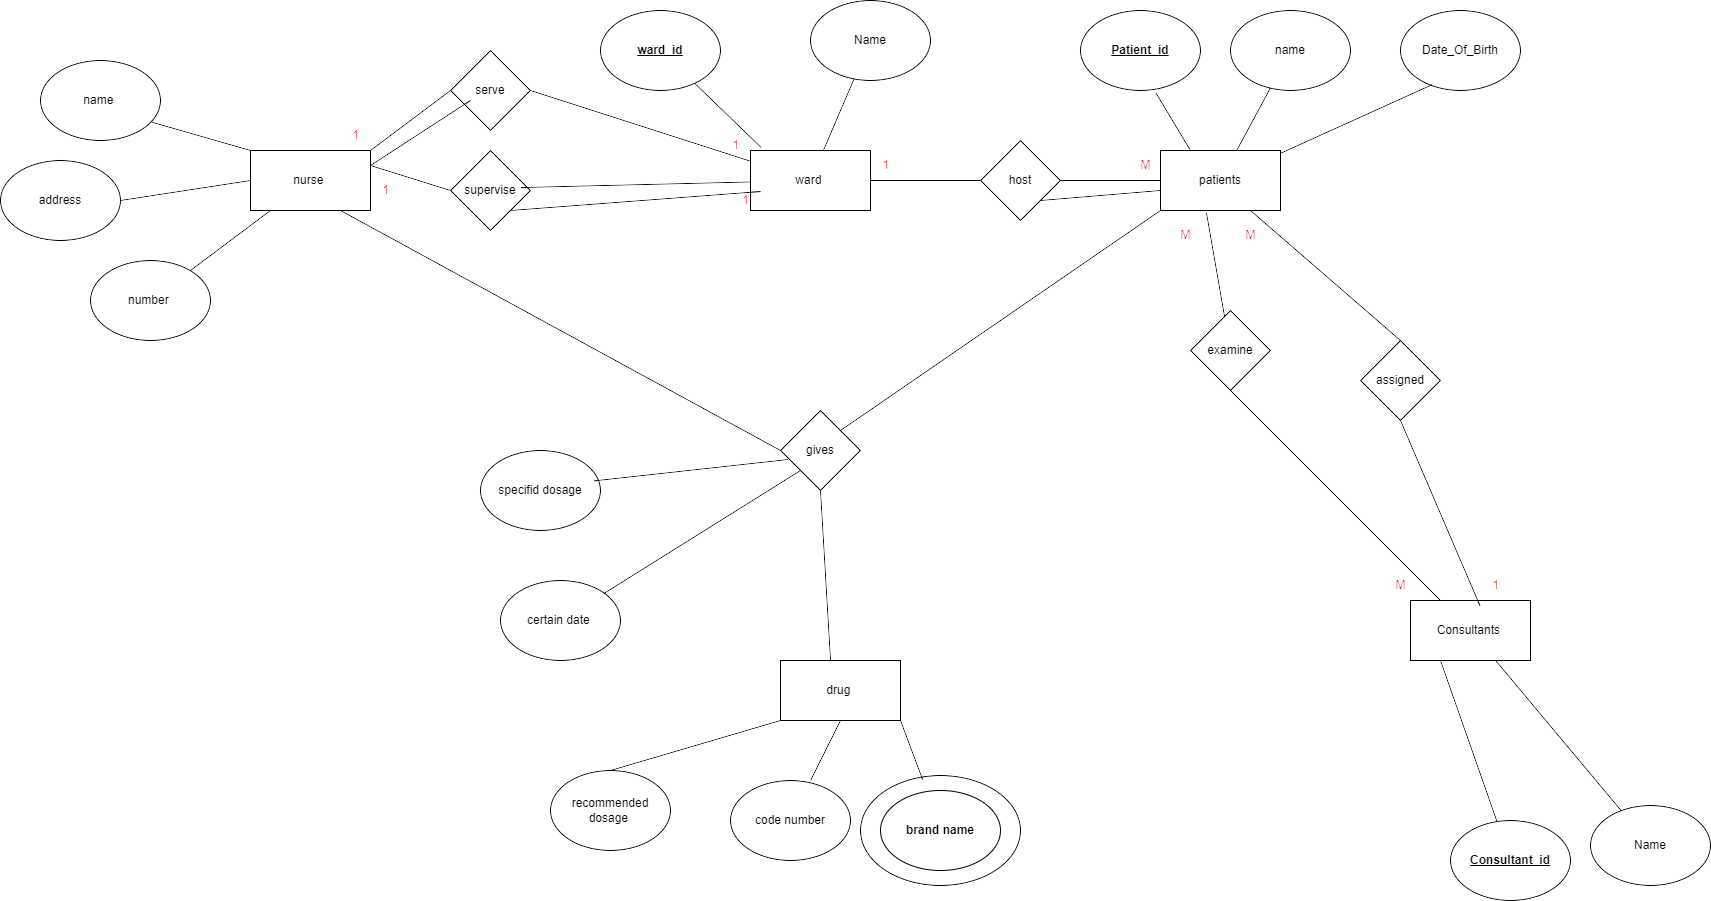 ward_id
Name
Patient_id
name
Date_Of_Birth
name
serve
1
1
1
M
nurse
supervise
ward
host
patients
1
1
address
M
M
number
examine
assigned
gives
specifid dosage
M
1
certain date
Consultants
drug
recommended
dosage
code number
brand name
Consultant_id
Name